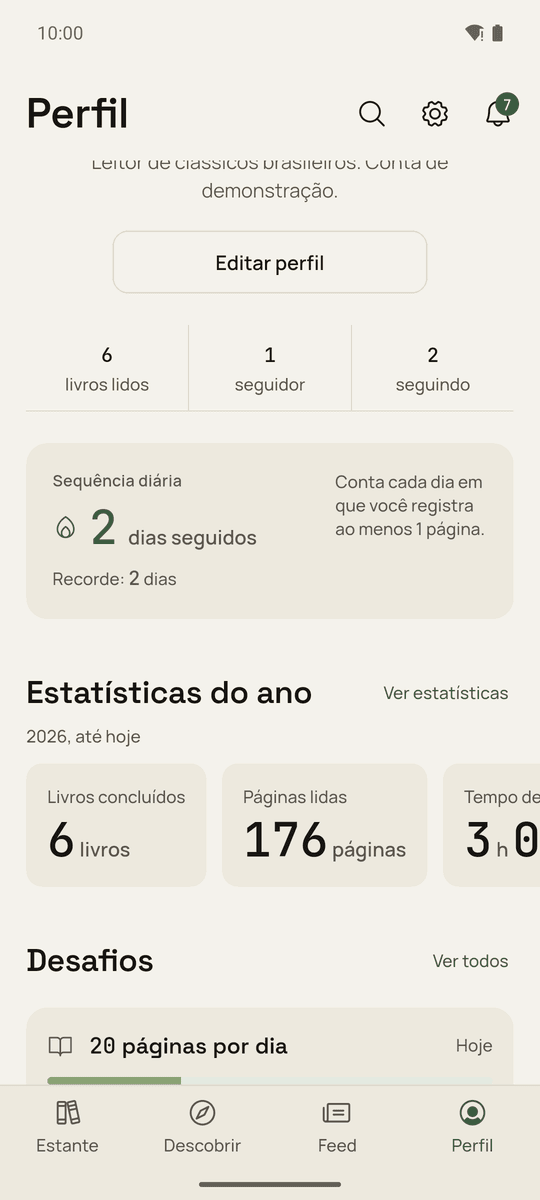 10:00
Perfil
7
Leitor de clássicos brasileiros. Conta de
demonstração.
Editar perfil
6
livros lidos
1
seguidor
2
seguindo
Sequência diária
2 dias seguidos
Recorde: 2 dias
Conta cada dia em
que você registra
ao menos 1 página.
Estatísticas do ano
Ver estatísticas
2026, até hoje
Livros concluídos
6 livros
Páginas lidas
176 páginas
Tempo de
3 h 0
Desafios
Ver todos
20 páginas por dia
Hoje
Estante
Descobrir
Feed
Perfil